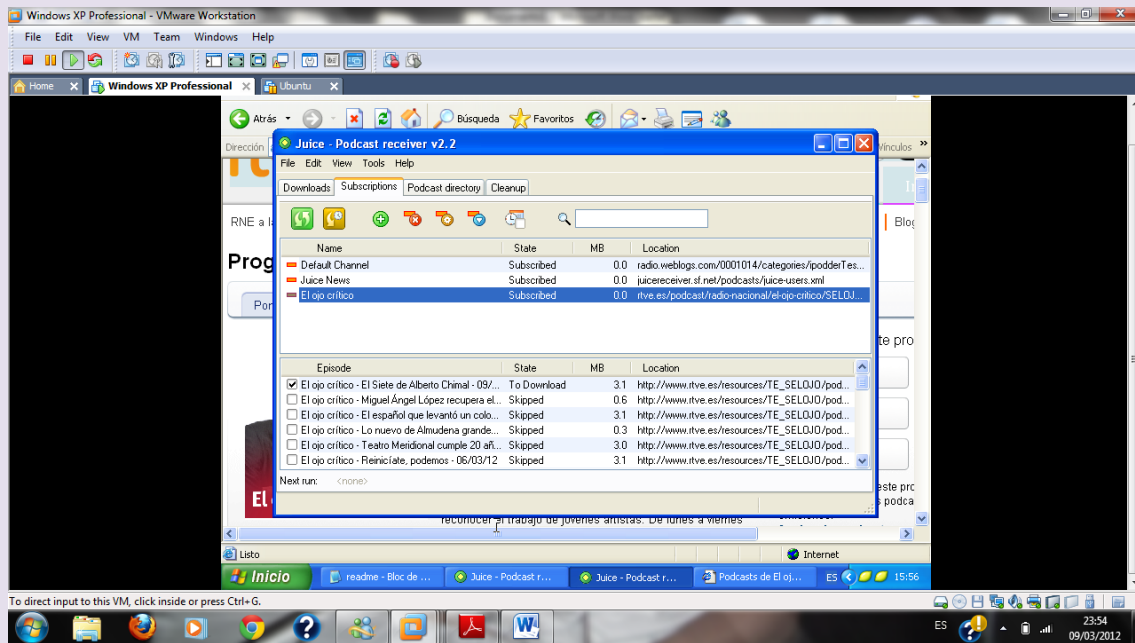 Windows XP Professional - VMware Workstation
File Edit View VM Team Windows Help
Home Windows XP Professional Ubuntu
Atrás Búsqueda Favoritos
Dirección Vínculos
Juice - Podcast receiver v2.2
File Edit View Tools Help
Downloads Subscriptions Podcast directory Cleanup
RNE a l Blog
Name State MB Location
Prog
Default Channel Subscribed 0.0 radio.weblogs.com/0001014/categories/ipodderTes...
Juice News Subscribed 0.0 juicereceiver.sf.net/podcasts/juice-users.xml
El ojo crítico Subscribed 0.0 rtve.es/podcast/radio-nacional/el-ojo-critico/SELOJ...
Por
te pro
Episode State MB Location
El ojo crítico - El Siete de Alberto Chimal - 09/... To Download 3.1 http://www.rtve.es/resources/TE_SELOJO/pod...
El ojo crítico - Miguel Ángel López recupera el... Skipped 0.6 http://www.rtve.es/resources/TE_SELOJO/pod...
El ojo crítico - El español que levantó un colo... Skipped 3.1 http://www.rtve.es/resources/TE_SELOJO/pod...
El ojo crítico - Lo nuevo de Almudena grande... Skipped 0.3 http://www.rtve.es/resources/TE_SELOJO/pod...
El ojo crítico - Teatro Meridional cumple 20 añ... Skipped 3.0 http://www.rtve.es/resources/TE_SELOJO/pod...
El ojo crítico - Reinicíate, podemos - 06/03/12 Skipped 3.1 http://www.rtve.es/resources/TE_SELOJO/pod...
Next run: <none>
este pro
El
s podca
reconocer el trabajo de jóvenes artistas. De lunes a viernes
Listo Internet
Inicio readme - Bloc de ... Juice - Podcast r... Juice - Podcast r... Podcasts de El oj... ES 15:56
To direct input to this VM, click inside or press Ctrl+G.
ES 23:54
09/03/2012